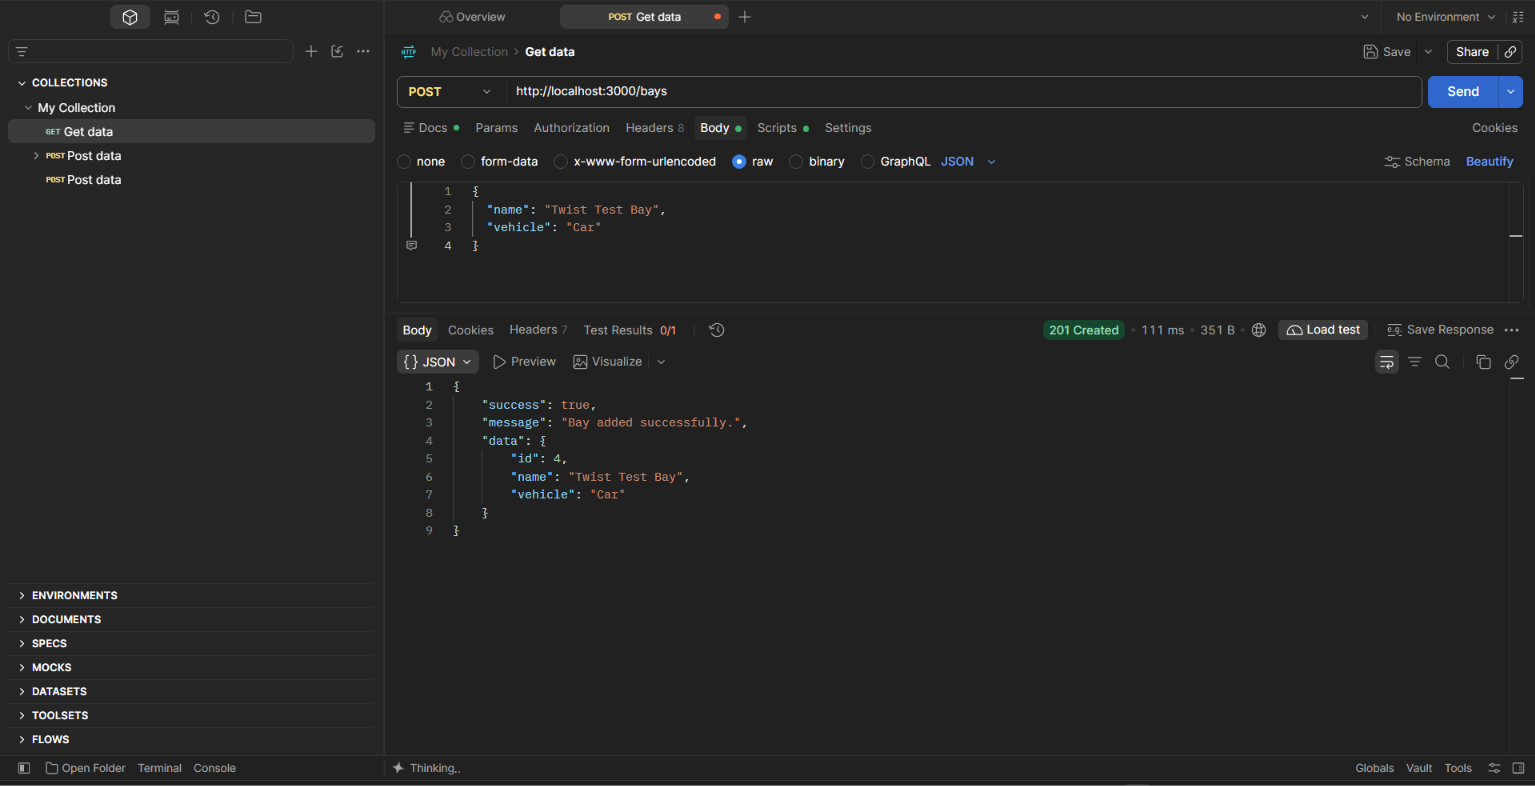 Overview
POST Get data
No Environment
COLLECTIONS
My Collection
GET Get data
POST Post data
POST Post data
ENVIRONMENTS
DOCUMENTS
SPECS
MOCKS
DATASETS
TOOLSETS
FLOWS
HTTP My Collection > Get data
Save
Share
POST
http://localhost:3000/bays
Send
Docs Params Authorization Headers 8 Body Scripts Settings
Cookies
none form-data x-www-form-urlencoded raw binary GraphQL JSON
Schema Beautify
1 {
2 "name": "Twist Test Bay",
3 "vehicle": "Car"
4 }
Body Cookies Headers 7 Test Results 0/1
201 Created • 111 ms • 351 B •
Load test
e.g. Save Response
{} JSON Preview Visualize
1 {
2 "success": true,
3 "message": "Bay added successfully.",
4 "data": {
5 "id": 4,
6 "name": "Twist Test Bay",
7 "vehicle": "Car"
8 }
9 }
Open Folder Terminal Console
Thinking..
Globals Vault Tools